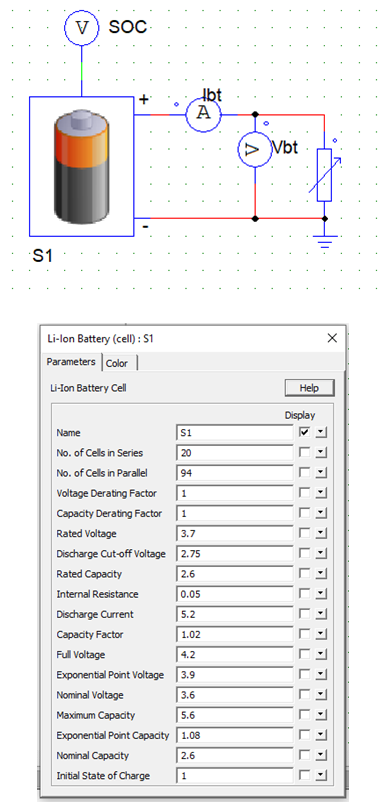 V SOC
+ Ibt
A
V Vbt
-
S1
Li-Ion Battery (cell) : S1
Parameters Color
Li-Ion Battery Cell Help
Display
Name S1
No. of Cells in Series 20
No. of Cells in Parallel 94
Voltage Derating Factor 1
Capacity Derating Factor 1
Rated Voltage 3.7
Discharge Cut-off Voltage 2.75
Rated Capacity 2.6
Internal Resistance 0.05
Discharge Current 5.2
Capacity Factor 1.02
Full Voltage 4.2
Exponential Point Voltage 3.9
Nominal Voltage 3.6
Maximum Capacity 5.6
Exponential Point Capacity 1.08
Nominal Capacity 2.6
Initial State of Charge 1